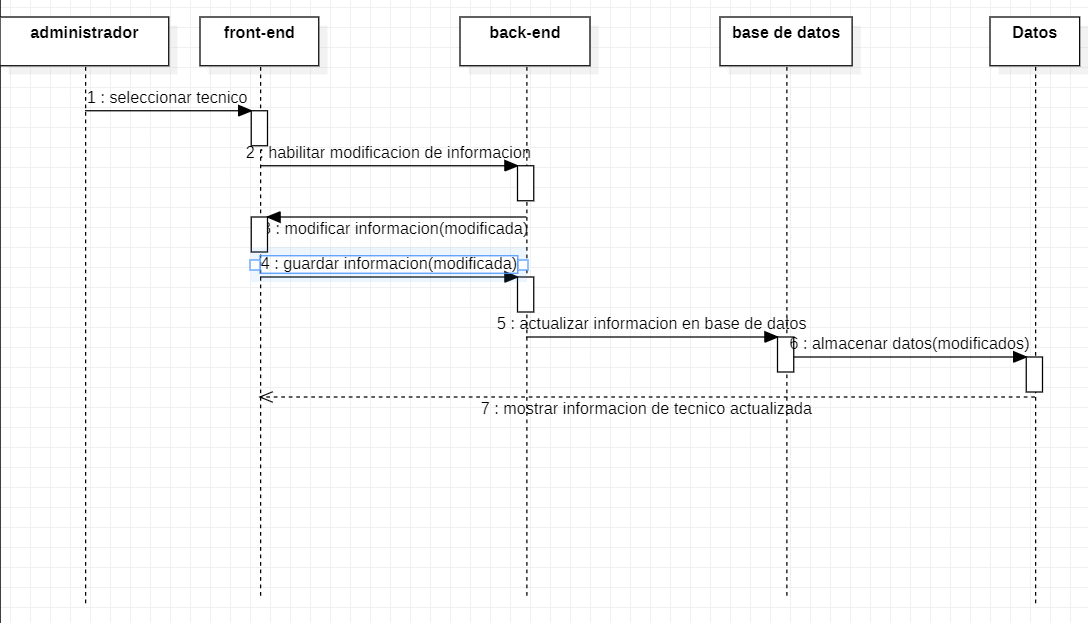 administrador
front-end
back-end
base de datos
Datos
1 : seleccionar tecnico
2 : habilitar modificacion de informacion
3 : modificar informacion(modificada)
4 : guardar informacion(modificada)
5 : actualizar informacion en base de datos
6 : almacenar datos(modificados)
7 : mostrar informacion de tecnico actualizada